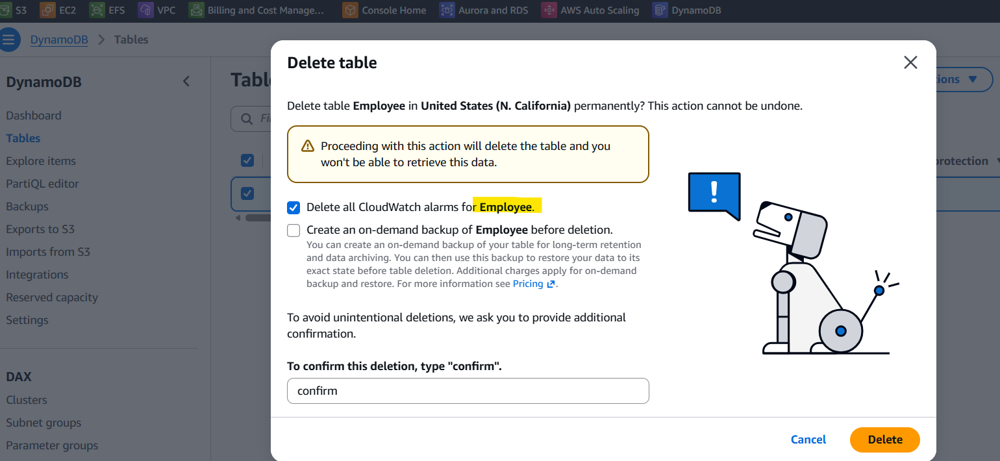 S3 EC2 EFS VPC Billing and Cost Manage... Console Home Aurora and RDS AWS Auto Scaling DynamoDB
DynamoDB > Tables
DynamoDB
Dashboard
Tables
Explore items
PartiQL editor
Backups
Exports to S3
Imports from S3
Integrations
Reserved capacity
Settings
DAX
Clusters
Subnet groups
Parameter groups
Delete table
Delete table Employee in United States (N. California) permanently? This action cannot be undone.
Proceeding with this action will delete the table and you
won't be able to retrieve this data.
Delete all CloudWatch alarms for Employee.
Create an on-demand backup of Employee before deletion.
You can create an on-demand backup of your table for long-term retention
and data archiving. You can then use this backup to restore your data to its
exact state before table deletion. Additional charges apply for on-demand
backup and restore. For more information see Pricing.
To avoid unintentional deletions, we ask you to provide additional
confirmation.
To confirm this deletion, type "confirm".
confirm
Cancel Delete
!
protection